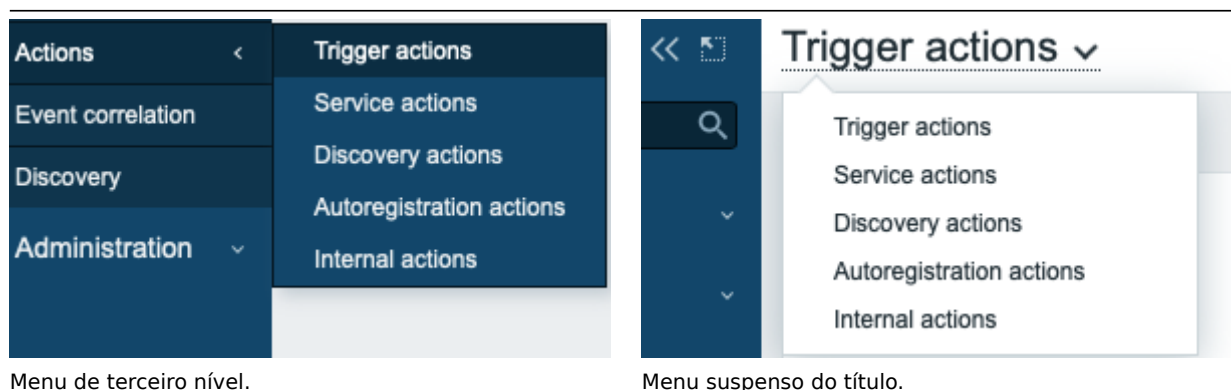 Actions
Event correlation
Discovery
Administration
Trigger actions
Service actions
Discovery actions
Autoregistration actions
Internal actions
Menu de terceiro nível.
Trigger actions
Trigger actions
Service actions
Discovery actions
Autoregistration actions
Internal actions
Menu suspenso do título.